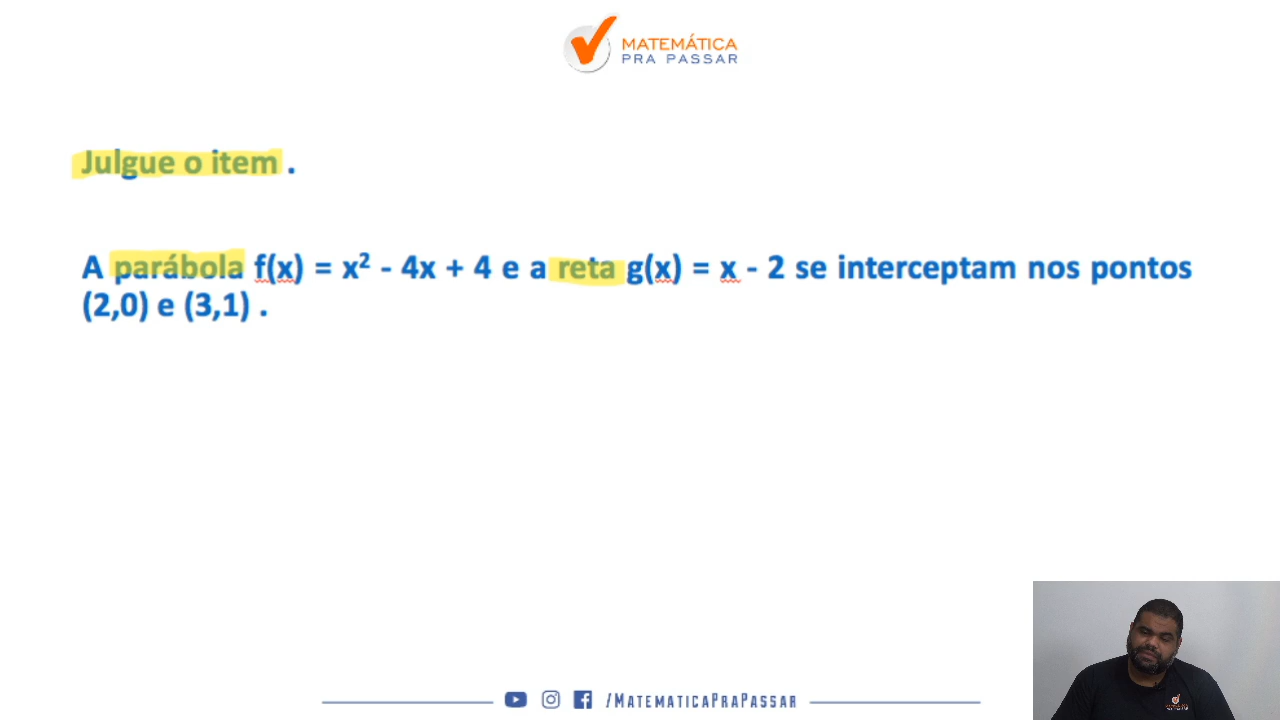 MATEMÁTICA
PRA PASSAR
Julgue o item .
A parábola f(x) = x² - 4x + 4 e a reta g(x) = x - 2 se interceptam nos pontos
(2,0) e (3,1) .
/MATEMATICAPRAPASSAR